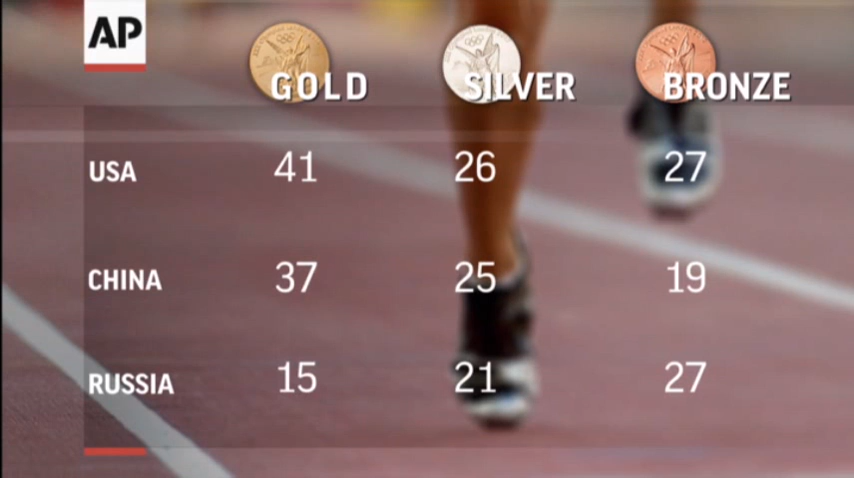 AP
GOLD SILVER BRONZE
USA 41 26 27
CHINA 37 25 19
RUSSIA 15 21 27